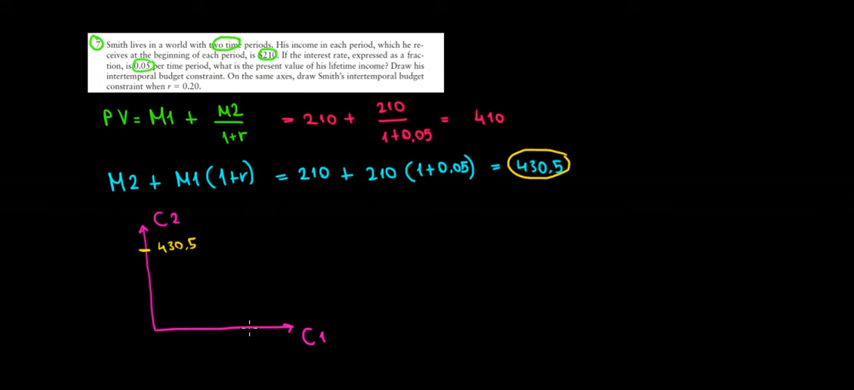 7 Smith lives in a world with two time periods. His income in each period, which he re-
ceives at the beginning of each period, is $210. If the interest rate, expressed as a frac-
tion, is 0.05 per time period, what is the present value of his lifetime income? Draw his
intertemporal budget constraint. On the same axes, draw Smith's intertemporal budget
constraint when r = 0.20.
PV = M1 + M2/1+r = 210 + 210/1+0.05 = 410
M2 + M1 (1+r) = 210 + 210 (1+0.05) = 430.5
C2
430.5
C1